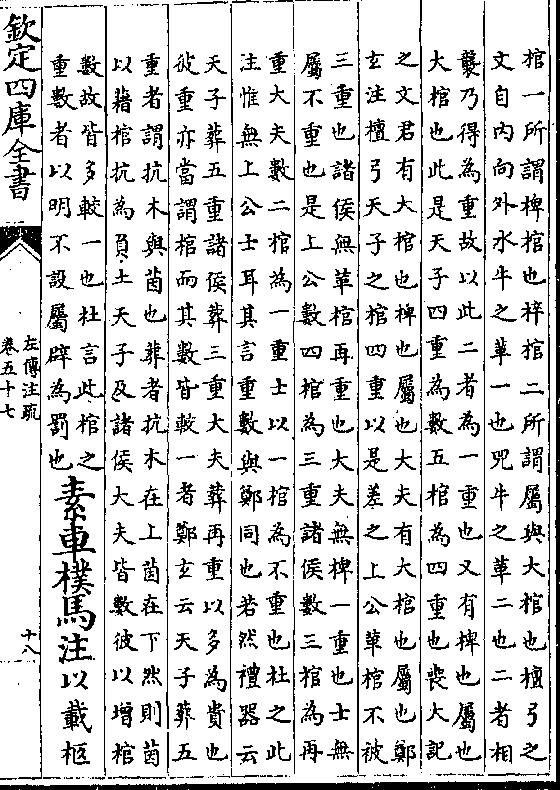 棺一所謂椑棺也梓棺二所謂屬與大棺也檀弓之
文自内向外水牛之革一也兕牛之革二也二者相
襲乃得為重故以此二者為一重也又有椑也屬也
大棺也此是天子四重為數五棺為四重也喪大記
之文君有大棺也椑也屬也大夫有大棺也屬也鄭
玄注檀弓天子之棺四重以是差之上公革棺不被
三重也諸侯無革棺再重也大夫無椑一重也士無
屬不重也是上公數四棺為三重諸侯數三棺為再
重大夫數二棺為一重士以一棺為不重也杜之此
注惟無上公士耳其言重數與鄭同也若然禮器云
天子葬五重諸侯葬三重大夫葬再重以多為貴也
彼重亦當謂棺而其數皆較一者鄭玄云天子葬五
重者謂抗木與茵也葬者抗木在上茵在下然則茵
以藉棺抗為負土天子及諸侯大夫皆數彼以增棺
數故皆多較一也杜言此棺之
重數者以明不設屬辟為罰也
素車樸馬注以載柩
欽定四庫全書
左傳注疏
卷五十七
十八